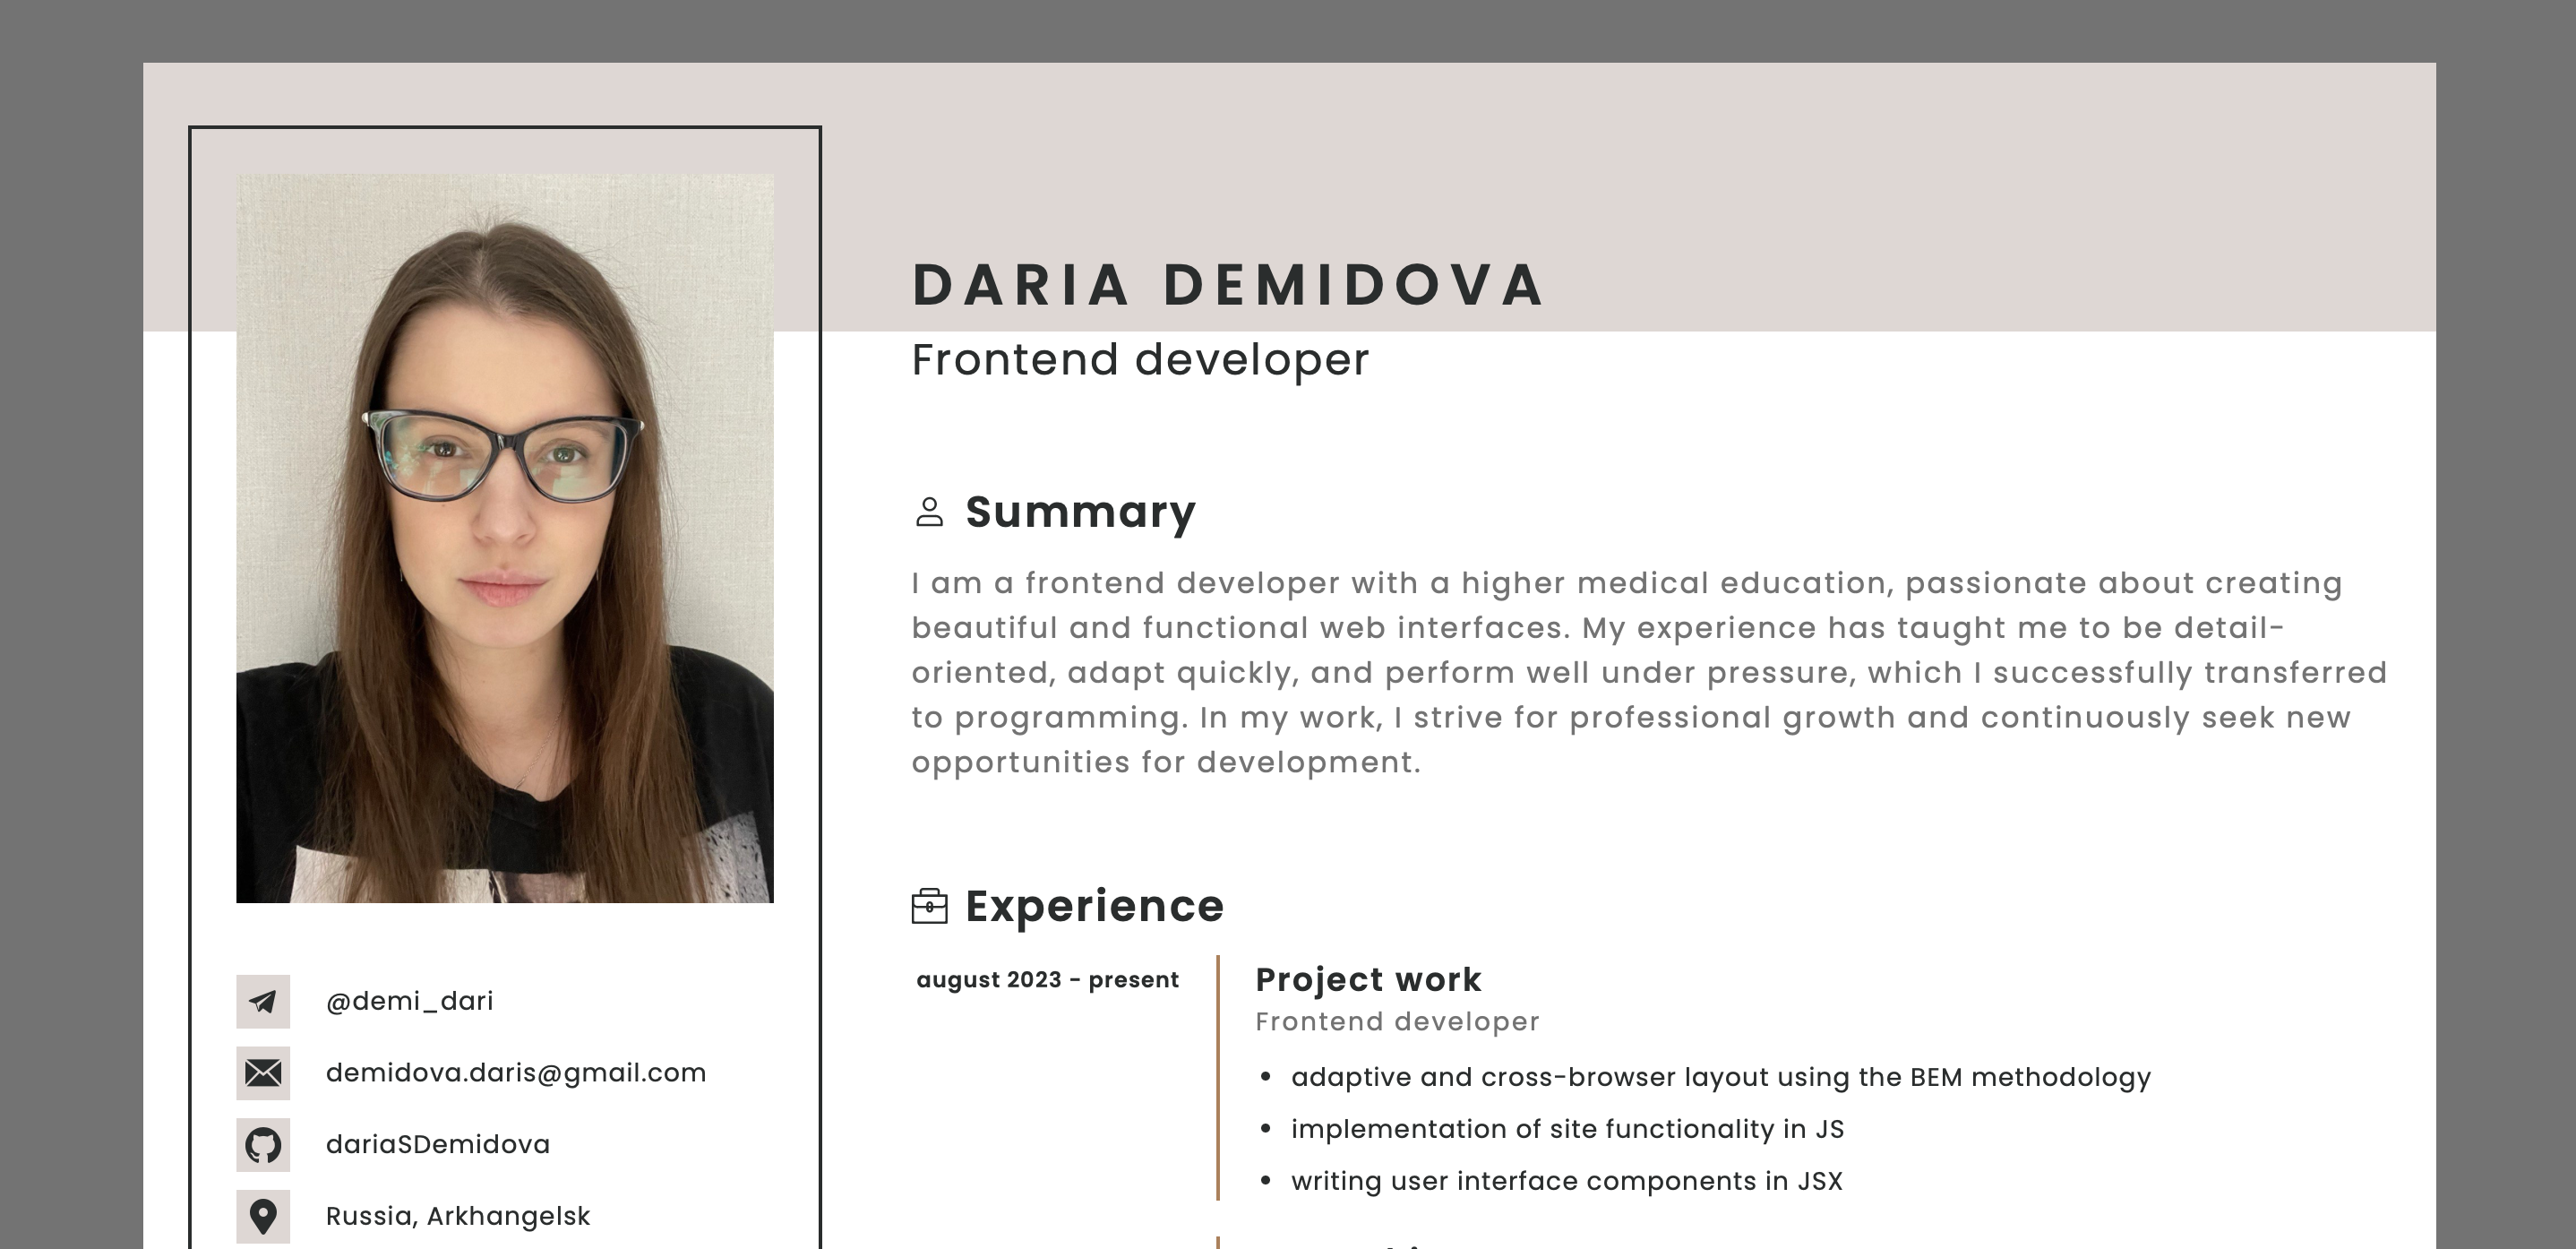 DARIA DEMIDOVA
Frontend developer
Summary
I am a frontend developer with a higher medical education, passionate about creating
beautiful and functional web interfaces. My experience has taught me to be detail-
oriented, adapt quickly, and perform well under pressure, which I successfully transferred
to programming. In my work, I strive for professional growth and continuously seek new
opportunities for development.
Experience
august 2023 - present
Project work
Frontend developer
• adaptive and cross-browser layout using the BEM methodology
• implementation of site functionality in JS
• writing user interface components in JSX
@demi_dari
demidova.daris@gmail.com
dariaSDemidova
Russia, Arkhangelsk